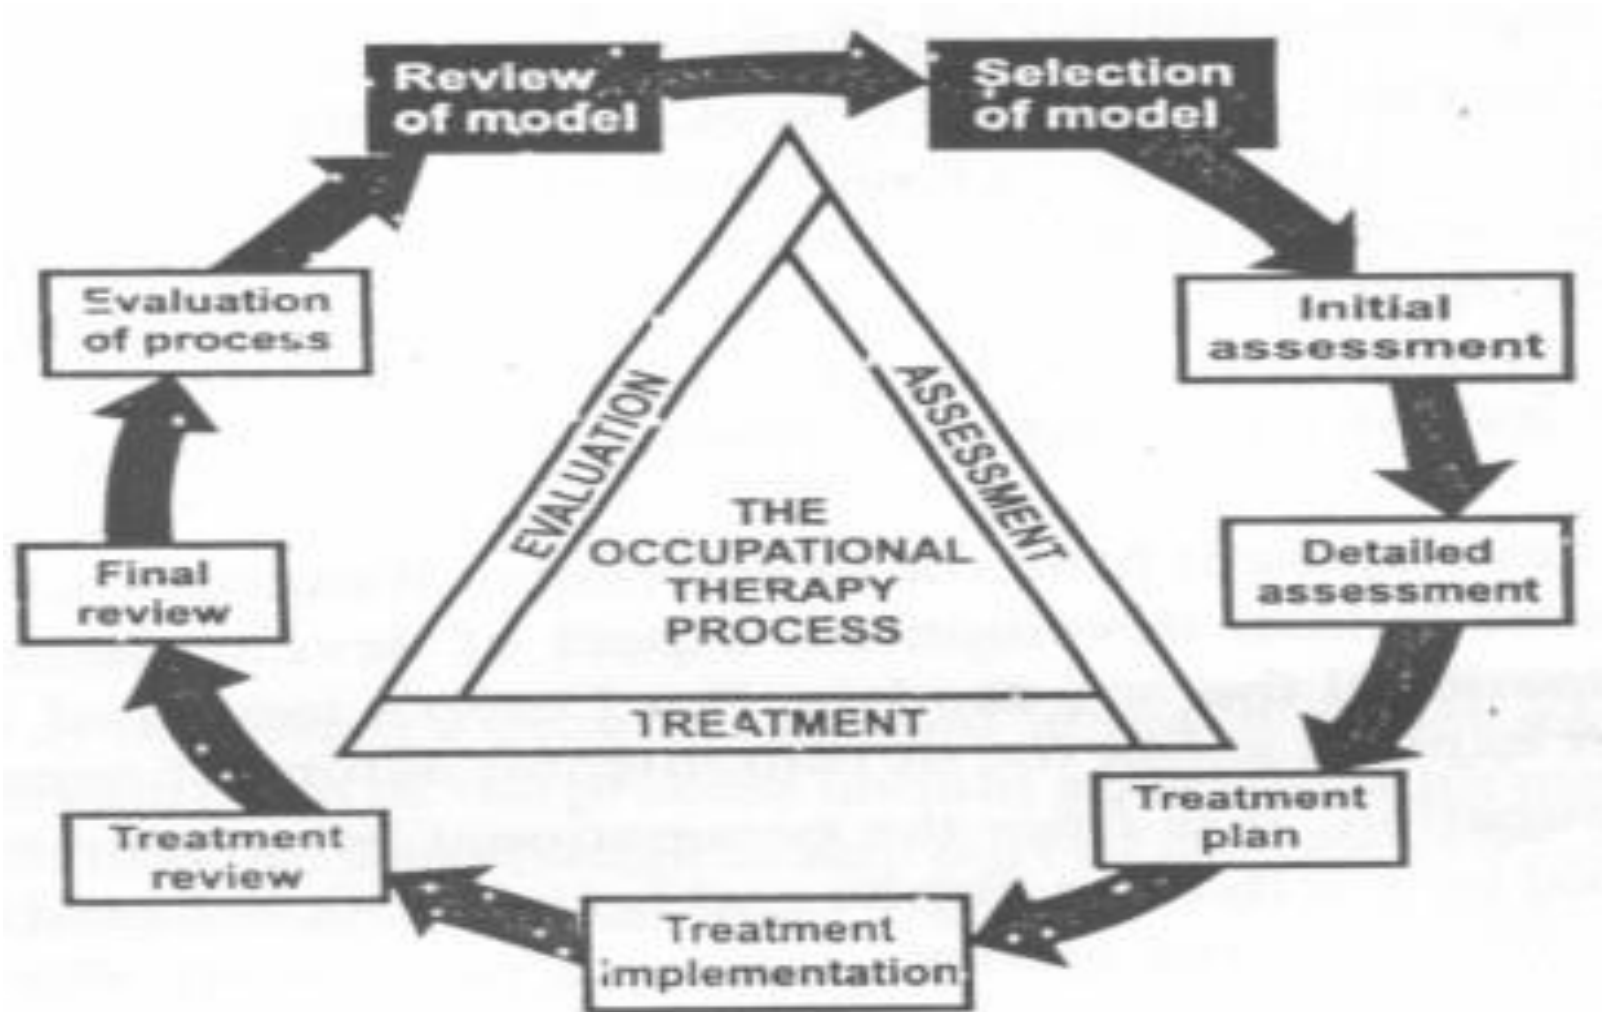 Review
of model
Selection
of model
Initial
assessment
Detailed
assessment
Treatment
plan
Treatment
implementation
Treatment
review
Final
review
Evaluation
of process
EVALUATION
ASSESSMENT
TREATMENT
THE
OCCUPATIONAL
THERAPY
PROCESS